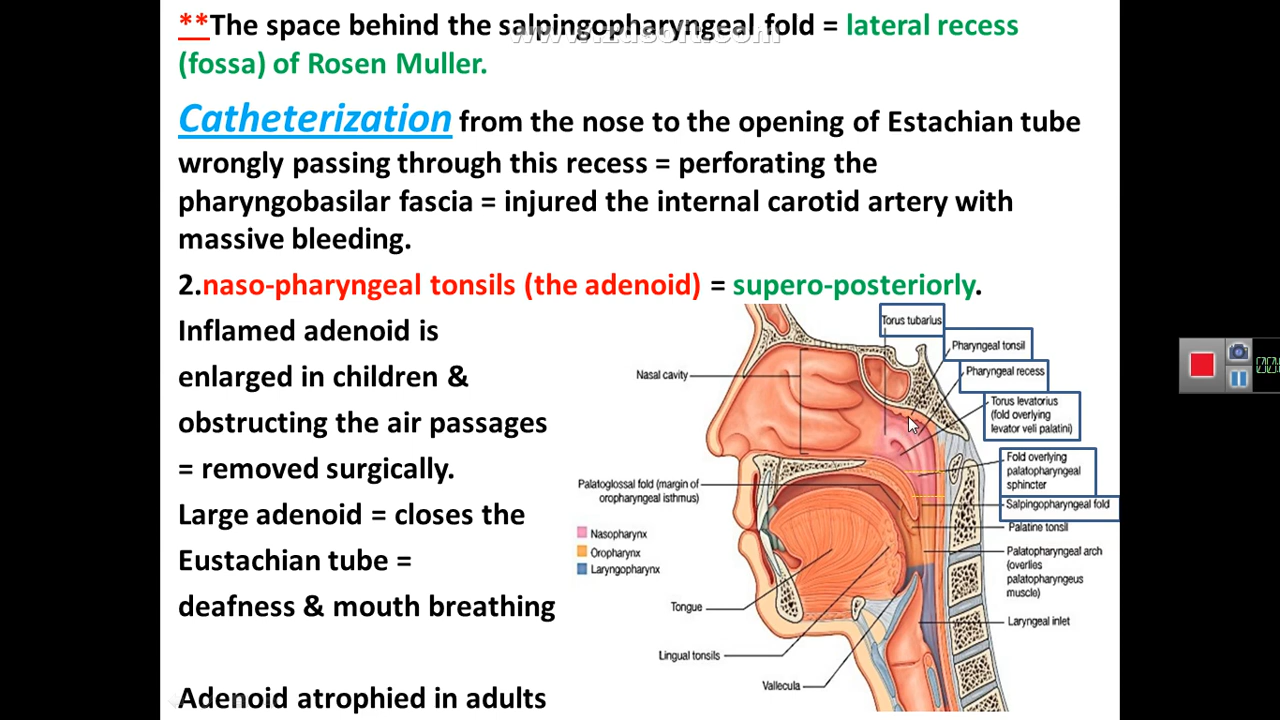 **The space behind the salpingopharyngeal fold = lateral recess
(fossa) of Rosen Muller.
Catheterization from the nose to the opening of Estachian tube
wrongly passing through this recess = perforating the
pharyngobasilar fascia = injured the internal carotid artery with
massive bleeding.
2.naso-pharyngeal tonsils (the adenoid) = supero-posteriorly.
Inflamed adenoid is
enlarged in children &
obstructing the air passages
= removed surgically.
Large adenoid = closes the
Eustachian tube =
deafness & mouth breathing
Adenoid atrophied in adults
Torus tubarius
Pharyngeal tonsil
Nasal cavity
Pharyngeal recess
Torus levatorius
(fold overlying
levator veli palatini)
Fold overlying
palatopharyngeal
sphincter
Palatoglossal fold (margin of
oropharyngeal isthmus)
Salpingopharyngeal fold
Palatine tonsil
Nasopharynx
Oropharynx
Laryngopharynx
Palatopharyngeal arch
(overlies
palatopharyngeus
muscle)
Tongue
Laryngeal inlet
Lingual tonsils
Vallecula